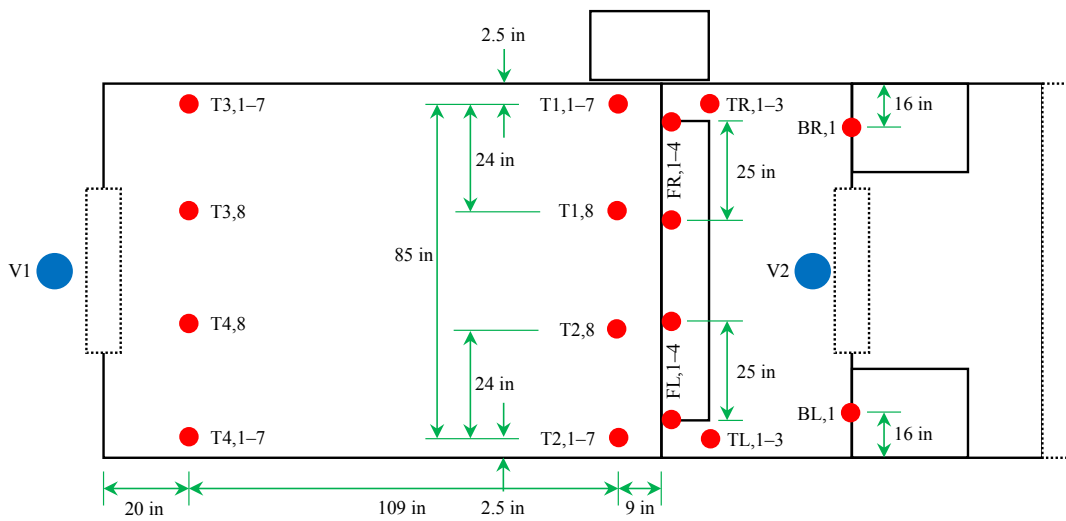 2.5 in
T3,1–7
T1,1–7
TR,1–3
16 in
BR,1
24 in
FR,1–4
25 in
T3,8
T1,8
85 in
V1
V2
T4,8
T2,8
24 in
FL,1–4
25 in
BL,1
T4,1–7
T2,1–7
TL,1–3
16 in
20 in
109 in
2.5 in
9 in